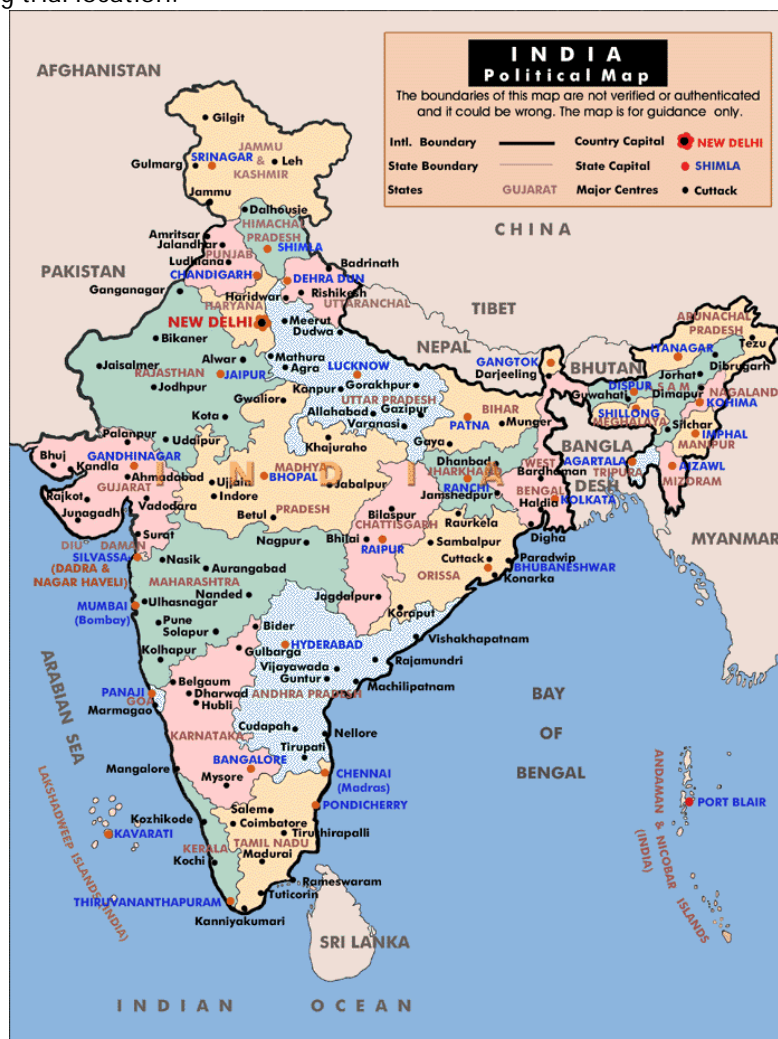 g trial location.
INDIA
Political Map
The boundaries of this map are not verified or authenticated
and it could be wrong. The map is for guidance only.
Intl. Boundary Country Capital NEW DELHI
State Boundary State Capital SHIMLA
States GUJARAT Major Centres Cuttack
AFGHANISTAN
Gilgit
JAMMU
&
KASHMIR
SRINAGAR
Gulmarg
Leh
Jammu
CHINA
Dalhousie
HIMACHAL
PRADESH
Amritsar
Jalandhar
SHIMLA
PUNJAB
Ludhiana
PAKISTAN
Badrinath
CHANDIGARH
DEHRA DUN
Ganganagar
Haridwar
Rishikesh
UTTARANCHAL
HARYANA
TIBET
NEW DELHI
Meerut
Dudwa
ARUNACHAL
PRADESH
Tezu
Bikaner
NEPAL
ITANAGAR
Jaisalmer
Alwar
Mathura
Agra
LUCKNOW
GANGTOK
Darjeeling
BHUTAN
Dibrugarh
Jorhat
RAJASTHAN
JAIPUR
Jodhpur
Kanpur
Gorakhpur
DISPUR
Guwahati
SAM
Dimapur
NAGALAND
KOHIMA
Gwalior
UTTAR PRADESH
Allahabad
Gazipur
Varanasi
BIHAR
PATNA
Munger
SHILLONG
MEGHALAYA
Silchar
IMPHAL
MANIPUR
Kota
Palanpur
Udaipur
Khajuraho
Gaya
BANGLA
DESH
Bhuj
Kandla
GANDHINAGAR
Ahmadabad
INDIA
Ujjain
Indore
MADHYA
BHOPAL
Jabalpur
Dhanbad
JHARKHAND
RANCHI
Jamshedpur
WEST
BENGAL
Bardhaman
AGARTALA
TRIPURA
AIZAWL
MIZORAM
GUJARAT
Rajkot
Junagadh
Vadodara
Betul
PRADESH
Bilaspur
CHATTISGARH
Haldia
KOLKATA
Raurkela
Digha
MYANMAR
Surat
DIU
DAMAN
SILVASSA
(DADRA &
NAGAR HAVELI)
Nasik
Aurangabad
Nagpur
Bhilai
RAIPUR
Sambalpur
Cuttack
Paradwip
BHUBANESHWAR
ORISSA
Konarka
MAHARASHTRA
Nanded
Jagdalpur
MUMBAI
(Bombay)
Ulhasnagar
Koraput
Pune
Solapur
Bider
Vishakhapatnam
HYDERABAD
Kolhapur
Gulbarga
Vijayawada
Guntur
Rajamundri
ARABIAN SEA
PANAJI
GOA
Marmagao
Belgaum
Dharwad
Hubli
ANDHRA PRADESH
Machilipatnam
BAY
OF
BENGAL
KARNATAKA
Cudapah
Nellore
Tirupati
Mangalore
BANGALORE
Mysore
CHENNAI
(Madras)
PONDICHERRY
PORT BLAIR
ANDAMAN & NICOBAR ISLANDS
(INDIA)
LAKSHADWEEP ISLANDS (INDIA)
KAVARATI
Kozhikode
Salem
Coimbatore
Tiruthirapalli
KERALA
Kochi
TAMIL NADU
Madurai
Rameswaram
Tuticorin
THIRUVANANTHAPURAM
Kanniyakumari
SRI LANKA
INDIAN OCEAN